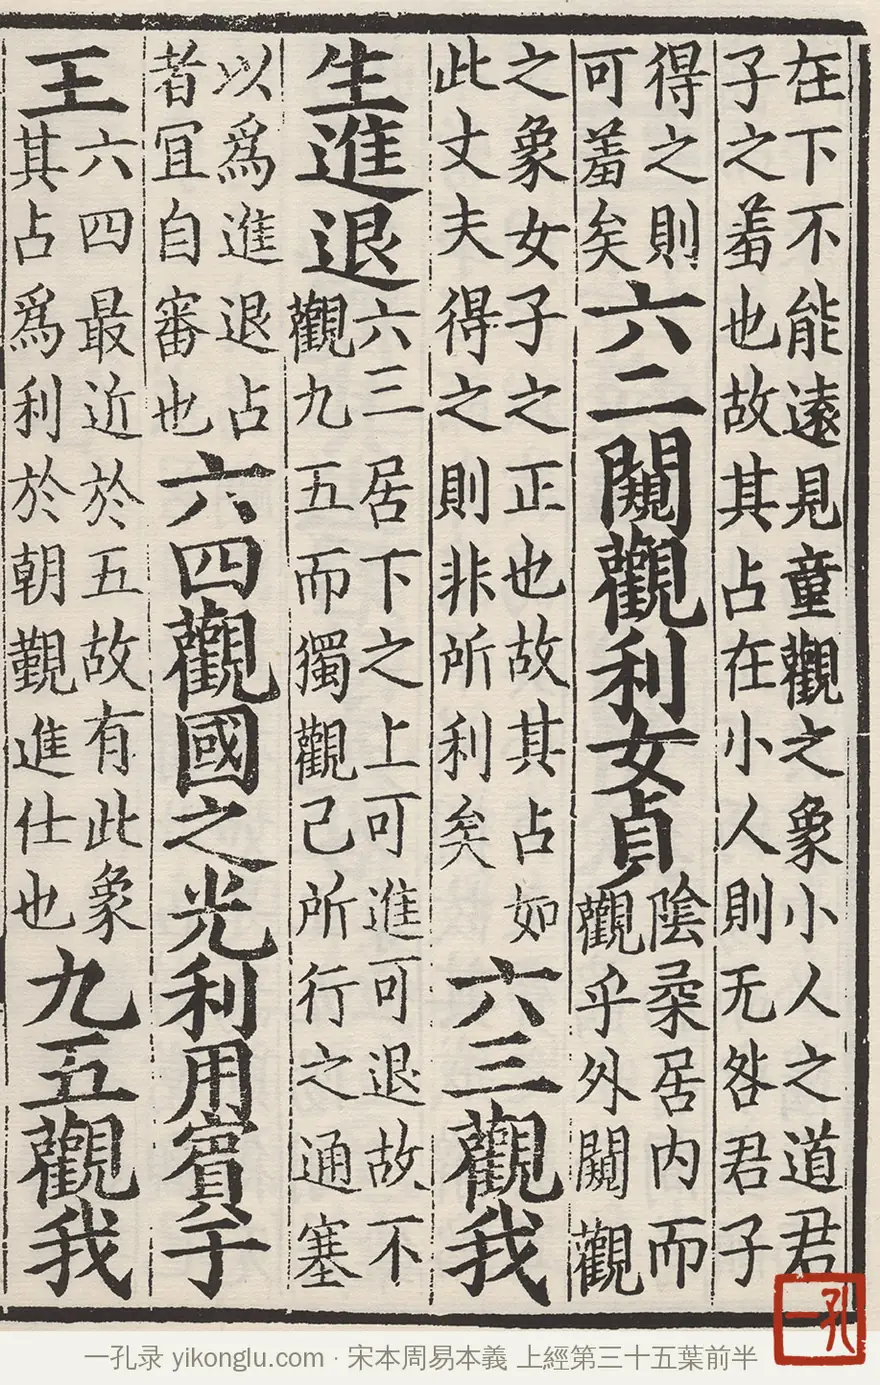 在下不能遠見童觀之象小人之道君
子之羞也故其占在小人則无咎君子
得之則
可羞矣
六二闚觀利女貞
陰柔居内而
觀乎外闚觀
之象女子之正也故其占如
此丈夫得之則非所利矣
六三觀我
生進退
六三居下之上可進可退故不
觀九五而獨觀己所行之通塞
以爲進退占
者冝自審也
六四觀國之光利用賓于
王
六四最近於五故有此象
其占爲利於朝覲進仕也
九五觀我
一孔
一孔录 yikonglu.com · 宋本周易本義 上經第三十五葉前半